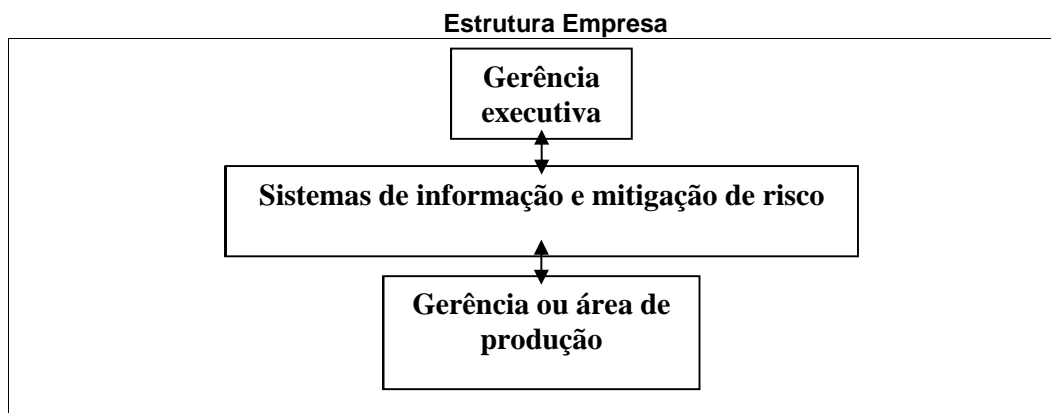 Estrutura Empresa
Gerência
executiva
Sistemas de informação e mitigação de risco
Gerência ou área de
produção